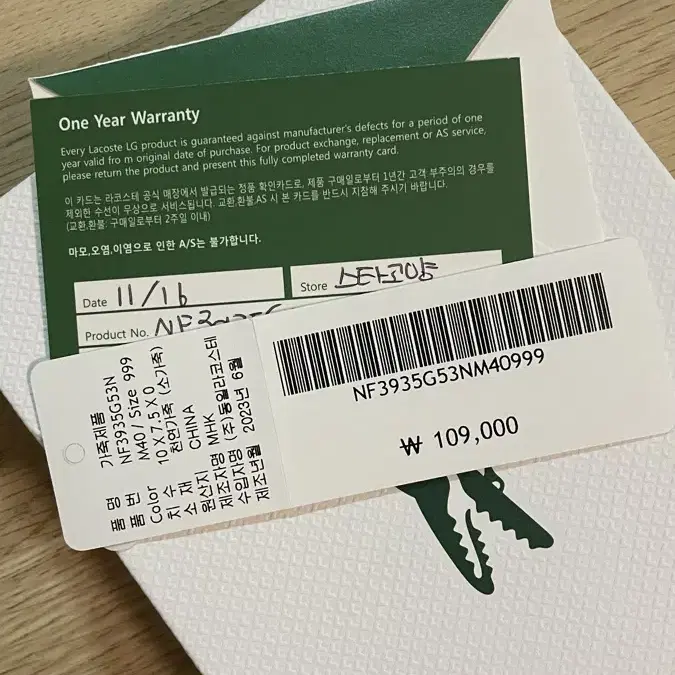 One Year Warranty
Every Lacoste LG product is guaranteed against manufacturer's defects for a period of one
year valid fro m original date of purchase. For product exchange, replacement or AS service,
please return the product and present this fully completed warranty card.
이 카드는 라코스테 공식 매장에서 발급되는 정품 확인카드로, 제품 구매일로부터 1년간 고객 부주의의 경우를
제외한 수선이 무상으로 서비스됩니다. 교환,환불,AS 시 본 카드를 반드시 지참해 주시기 바랍니다.
(교환,환불: 구매일로부터 2주일 이내)
마모,오염,이염으로 인한 A/S는 불가합니다.
Date 11/16
Store 스타고양
Product No. NF3935G
품 명 가죽제품
품 번 NF3935G53N
Color M40 / Size 999
치 수 10 X 7.5 X 0
소 재 천연가죽 (소가죽)
원산지 CHINA
제조자명 MHK
수입자명 (주)동일라코스테
제조년월 2023년 6월
NF3935G53NM40999
₩ 109,000